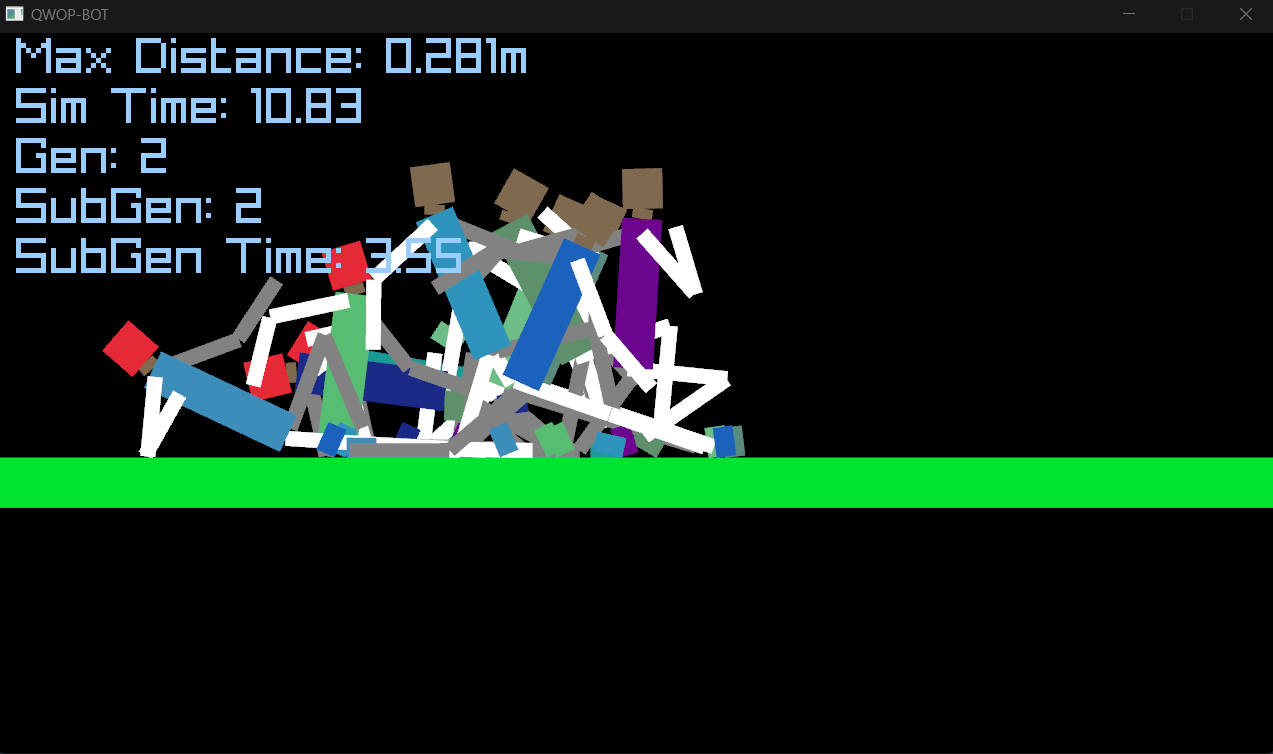 QWOP-BOT
Max Distance: 0.281m
Sim Time: 10.83
Gen: 2
SubGen: 2
SubGen Time: 3.55